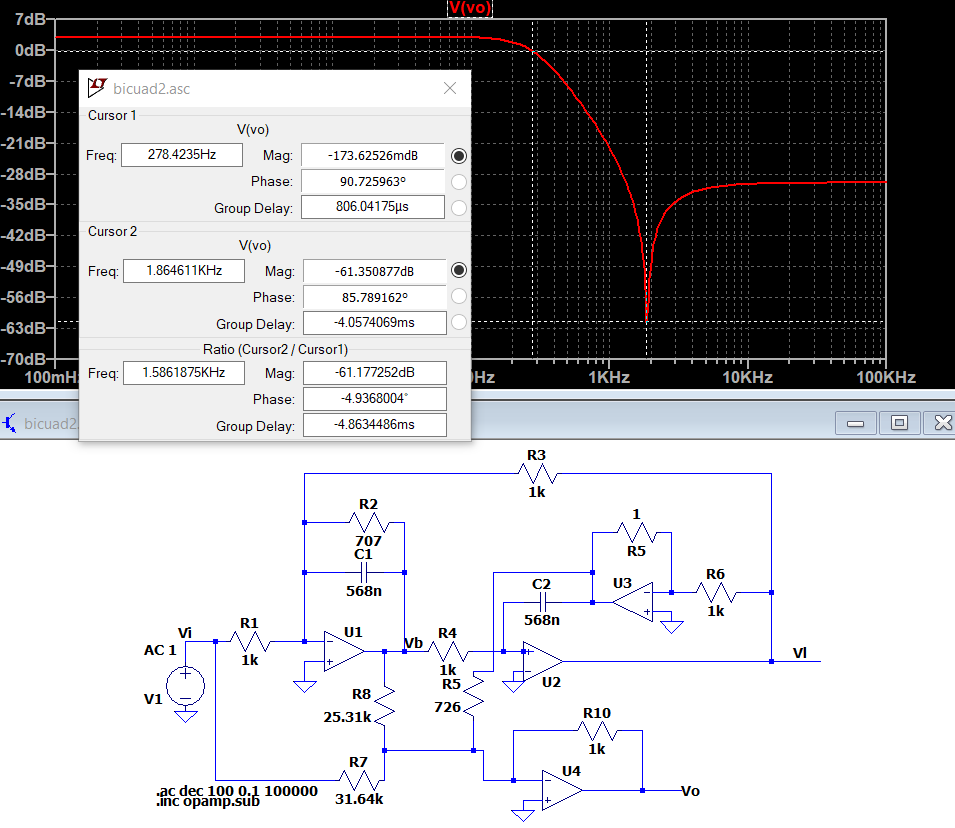 V(vo)
7dB
0dB
-7dB
-14dB
-21dB
-28dB
-35dB
-42dB
-49dB
-56dB
-63dB
-70dB
100mH
0Hz
1KHz
10KHz
100KHz
bicuad2.asc
Cursor 1
V(vo)
Freq: 278.4235Hz Mag: -173.62526mdB
Phase: 90.725963º
Group Delay: 806.04175µs
Cursor 2
V(vo)
Freq: 1.864611KHz Mag: -61.350877dB
Phase: 85.789162º
Group Delay: -4.0574069ms
Ratio (Cursor2 / Cursor1)
Freq: 1.5861875KHz Mag: -61.177252dB
Phase: -4.9368004°
Group Delay: -4.8634486ms
bicuad2
R3
1k
R2
707
C1
568n
1
R5
U3
R6
1k
C2
568n
Vi
R1
1k
U1
Vb
R4
1k
U2
Vl
AC 1
V1
R8
25.31k
R5
726
R10
1k
R7
31.64k
U4
Vo
.ac dec 100 0.1 100000
.inc opamp.sub